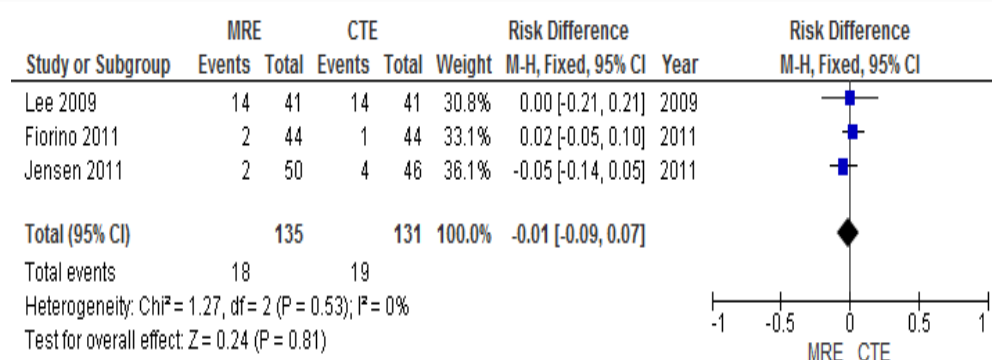 MRE CTE Risk Difference Risk Difference
Study or Subgroup Events Total Events Total Weight M-H, Fixed, 95% CI Year M-H, Fixed, 95% CI
Lee 2009 14 41 14 41 30.8% 0.00 [-0.21, 0.21] 2009
Fiorino 2011 2 44 1 44 33.1% 0.02 [-0.05, 0.10] 2011
Jensen 2011 2 50 4 46 36.1% -0.05 [-0.14, 0.05] 2011
Total (95% CI) 135 131 100.0% -0.01 [-0.09, 0.07]
Total events 18 19
Heterogeneity: Chi² = 1.27, df = 2 (P = 0.53); I² = 0%
Test for overall effect: Z = 0.24 (P = 0.81)
-1 -0.5 0 0.5 1
MRE CTE